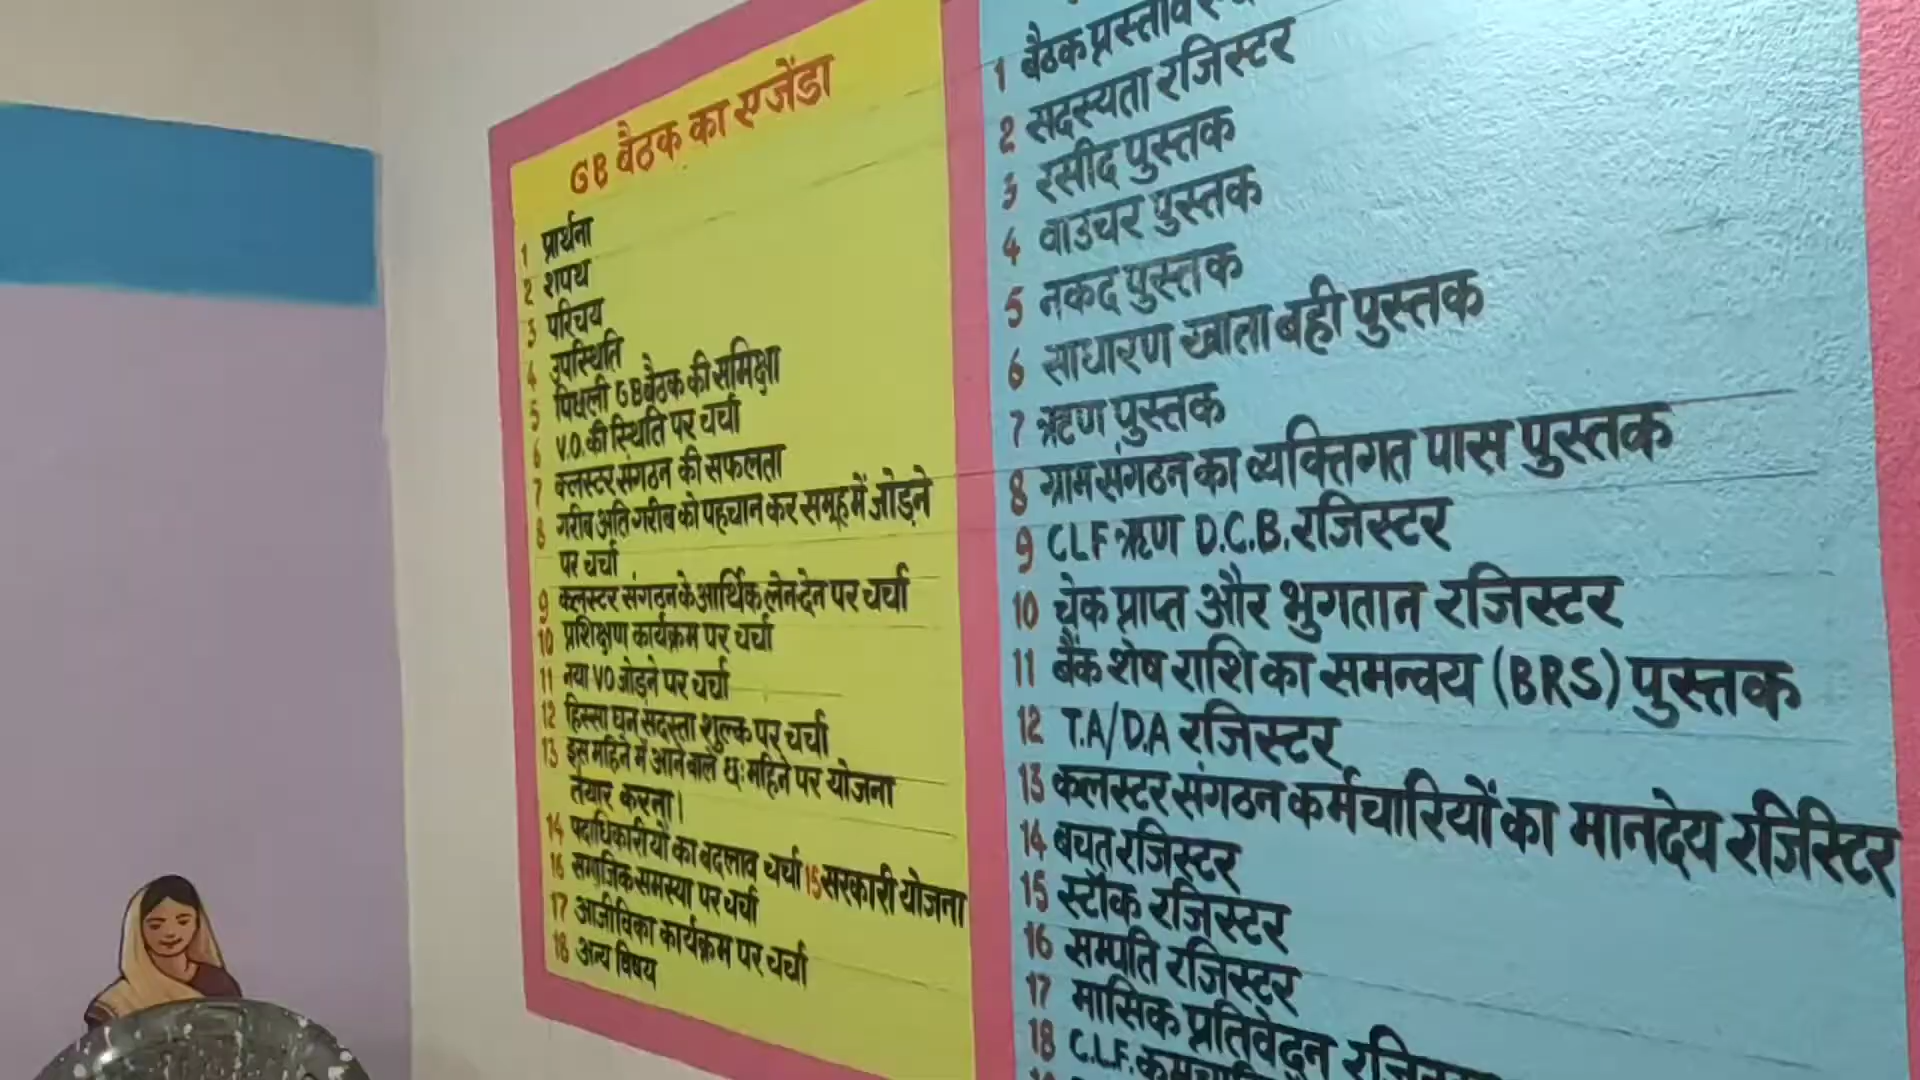 GB बैठक का एजेंडा
1 प्रार्थना
2 शपथ
3 परिचय
4 उपस्थिति
5 पिछली GB बैठक की समिक्षा
6 V.O. की स्थिति पर चर्चा
7 क्लस्टर संगठन की सफलता
8 गरीब अति गरीब को पहचान कर समूह में जोड़ने
पर चर्चा
9 क्लस्टर संगठन के आर्थिक लेन-देन पर चर्चा
10 प्रशिक्षण कार्यक्रम पर चर्चा
11 नया VO जोड़ने पर चर्चा
12 हिस्सा धन सदस्ता शुल्क पर चर्चा
13 इस महिने में आने वाले छः महिने पर योजना
तैयार करना।
14 पदाधिकारीयों का बदलाव चर्चा 15 सरकारी योजना
16 समाजिक समस्या पर चर्चा
17 आजीविका कार्यक्रम पर चर्चा
18 अन्य विषय
1 बैठक प्रस्ताव
2 सदस्यता रजिस्टर
3 रसीद पुस्तक
4 वाउचर पुस्तक
5 नकद पुस्तक
6 साधारण खाता बही पुस्तक
7 ऋण पुस्तक
8 ग्राम संगठन का व्यक्तिगत पास पुस्तक
9 CLF ऋण D.C.B. रजिस्टर
10 चेक प्राप्त और भुगतान रजिस्टर
11 बैंक शेष राशि का समन्वय (BRS) पुस्तक
12 T.A/D.A रजिस्टर
13 कलस्टर संगठन कर्मचारियों का मानदेय रजिस्टर
14 बचत रजिस्टर
15 स्टॉक रजिस्टर
16 सम्पति रजिस्टर
17 मासिक प्रतिवेदन
18 C.L.F.